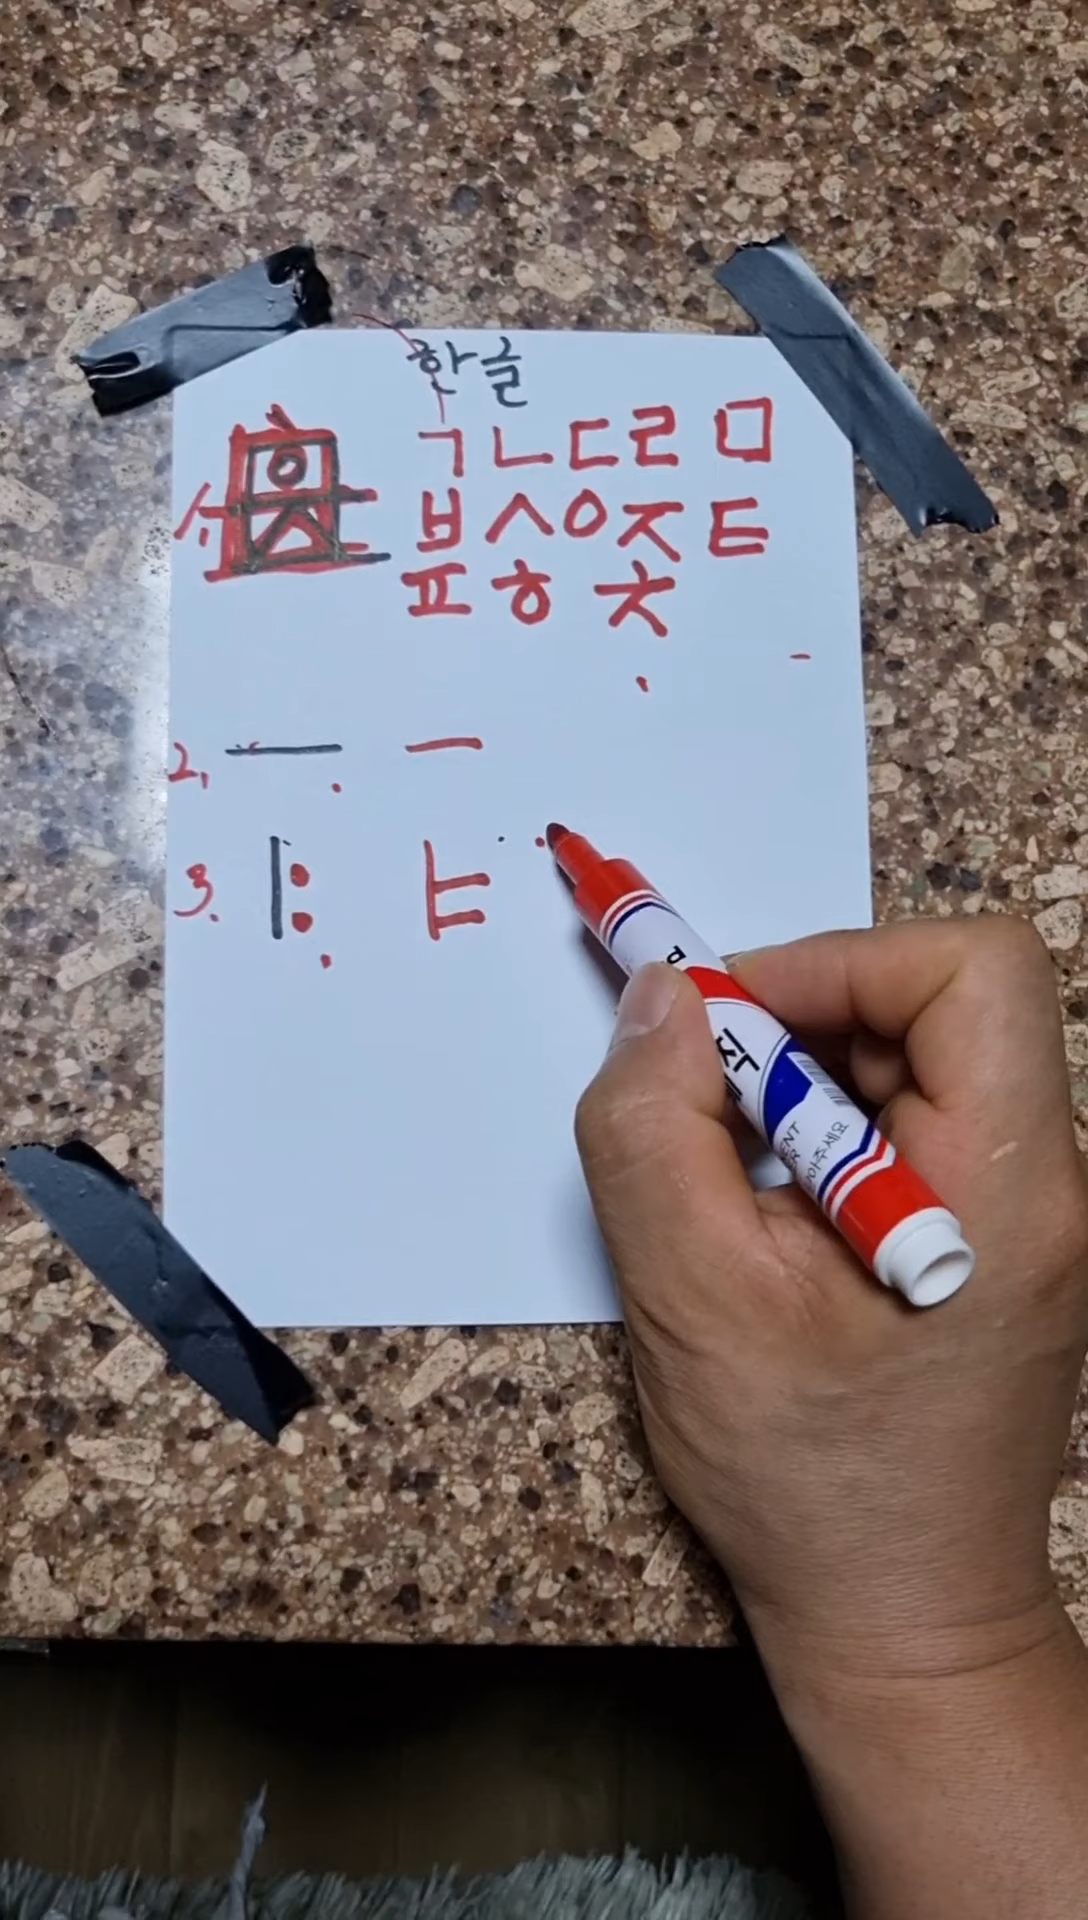 한글
ㄱㄴㄷㄹㅁ
ㅂㅅㅇㅈㅌ
ㅍㅎㅊ
2. ㅡ ㅡ
3. ㅑ